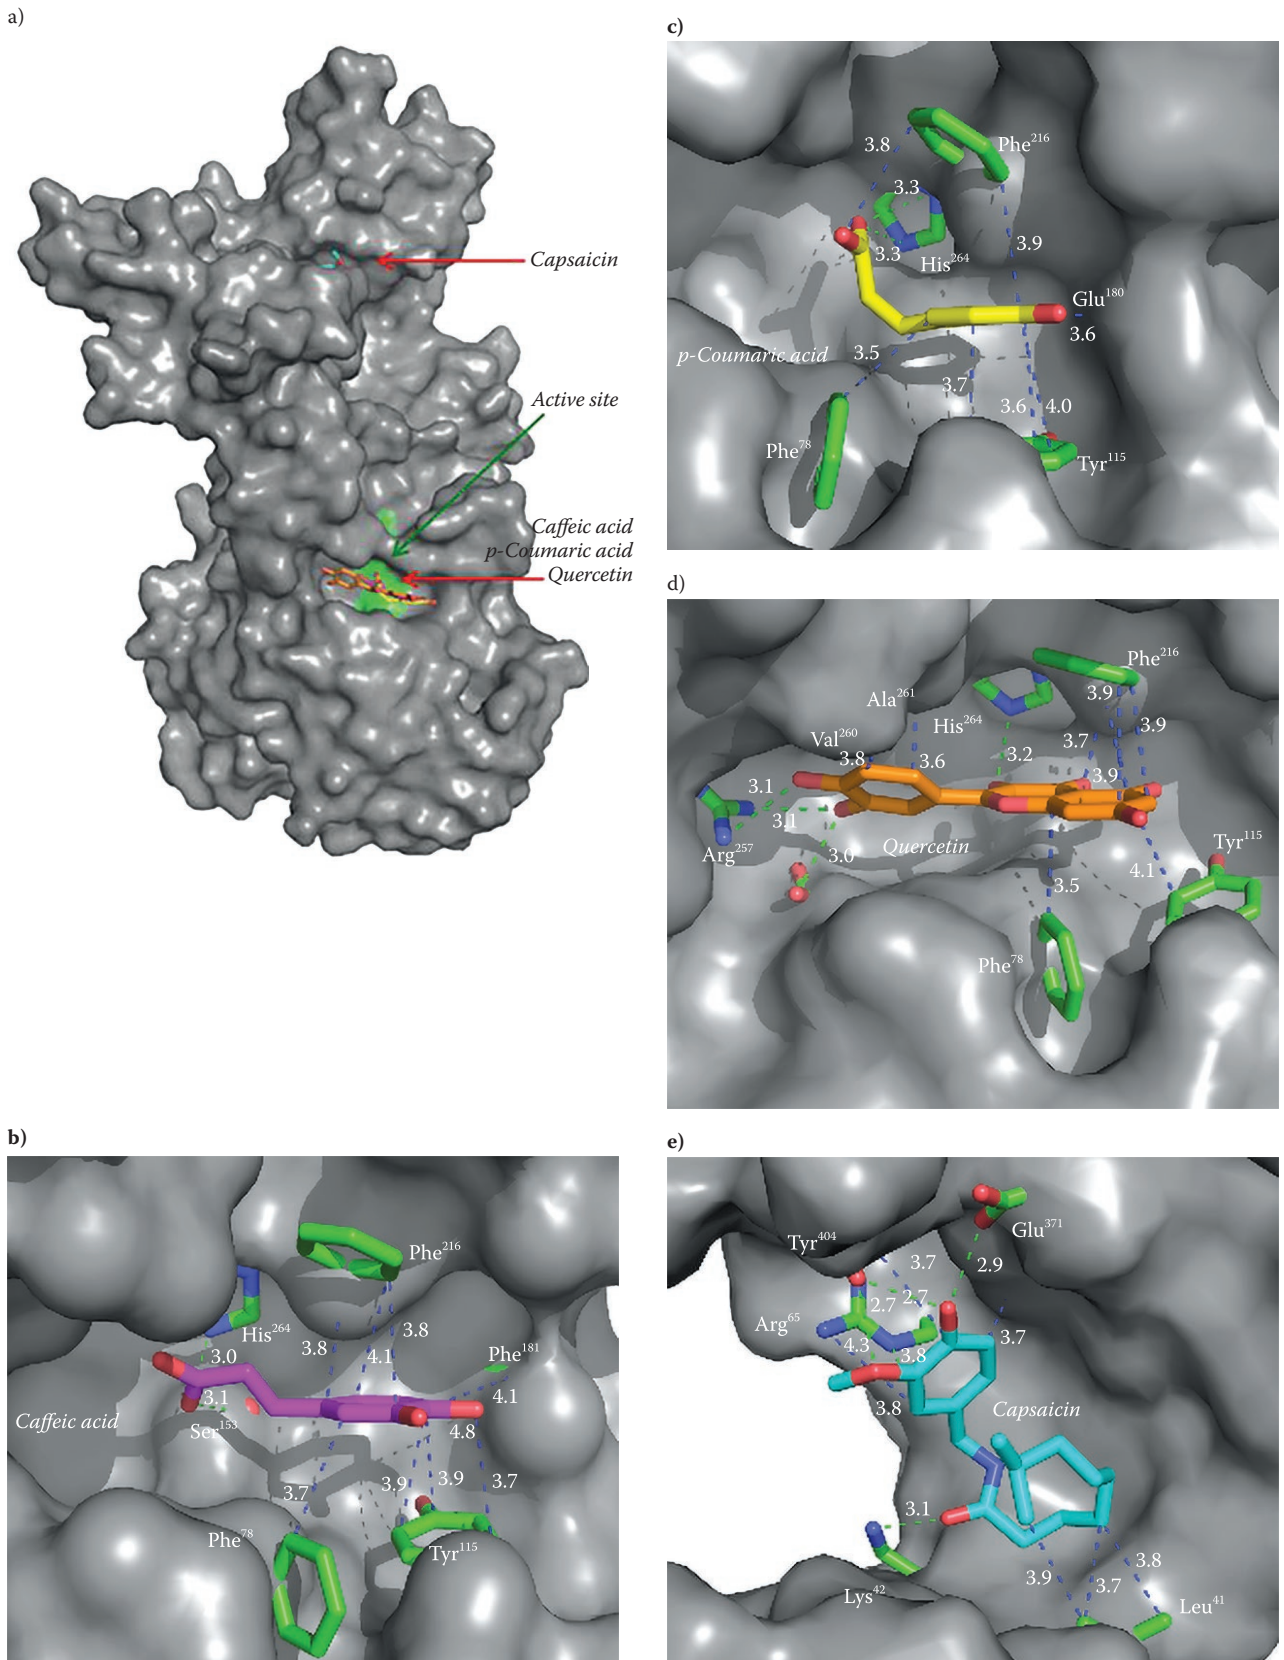 a)
Capsaicin
Active site
Caffeic acid
p-Coumaric acid
Quercetin
c)
Phe²¹⁶
3.8
3.3
3.9
3.3
His²⁶⁴
Glu¹⁸⁰
3.6
p-Coumaric acid
3.5
3.7
3.6
4.0
Phe⁷⁸
Tyr¹¹⁵
d)
Phe²¹⁶
3.9
Ala²⁶¹
His²⁶⁴
3.9
Val²⁶⁰
3.7
3.8
3.6
3.2
3.9
3.1
3.1
Arg²⁵⁷
3.0
Quercetin
Tyr¹¹⁵
4.1
3.5
Phe⁷⁸
b)
Phe²¹⁶
His²⁶⁴
3.8
3.8
3.0
4.1
Phe¹⁸¹
4.1
3.1
Caffeic acid
Ser¹⁵³
4.8
3.9
3.9
3.7
3.7
Phe⁷⁸
Tyr¹¹⁵
e)
Glu³⁷¹
Tyr⁴⁰⁴
3.7
2.9
2.7
2.7
Arg⁶⁵
4.3
3.8
3.7
3.8
Capsaicin
3.1
3.9
3.7
3.8
Lys⁴²
Leu⁴¹